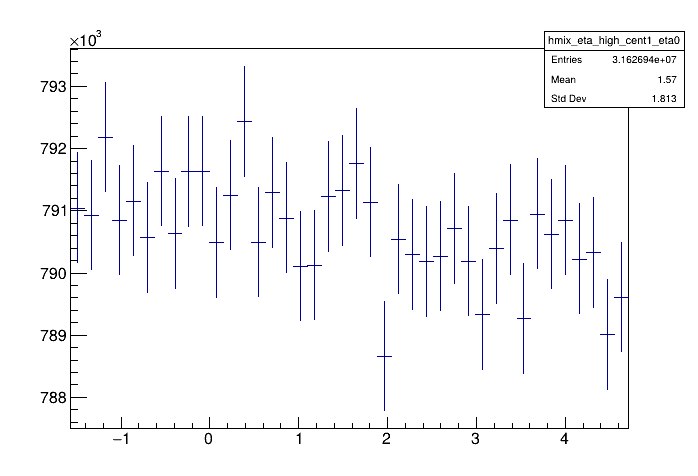 ×10³
hmix_eta_high_cent1_eta0
Entries 3.162694e+07
Mean 1.57
Std Dev 1.813
793
792
791
790
789
788
−1 0 1 2 3 4